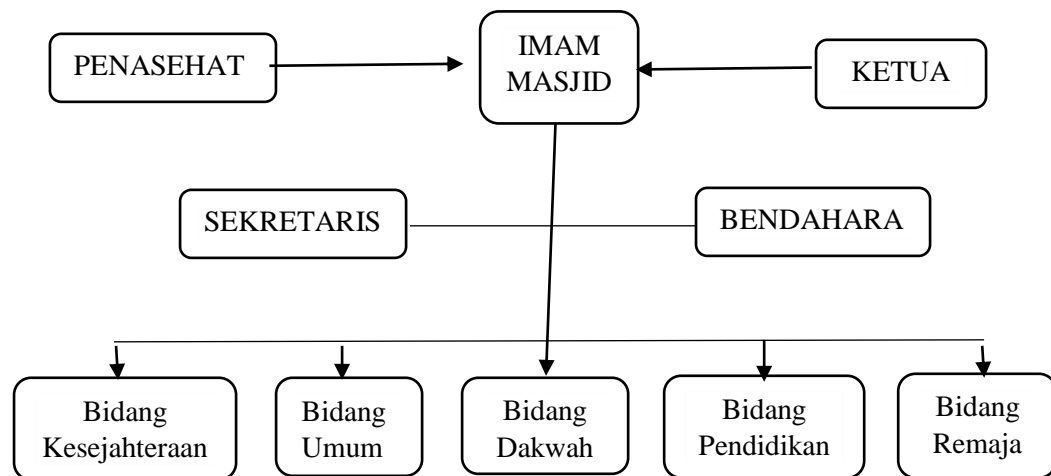 PENASEHAT
IMAM
MASJID
KETUA
SEKRETARIS
BENDAHARA
Bidang
Kesejahteraan
Bidang
Umum
Bidang
Dakwah
Bidang
Pendidikan
Bidang
Remaja